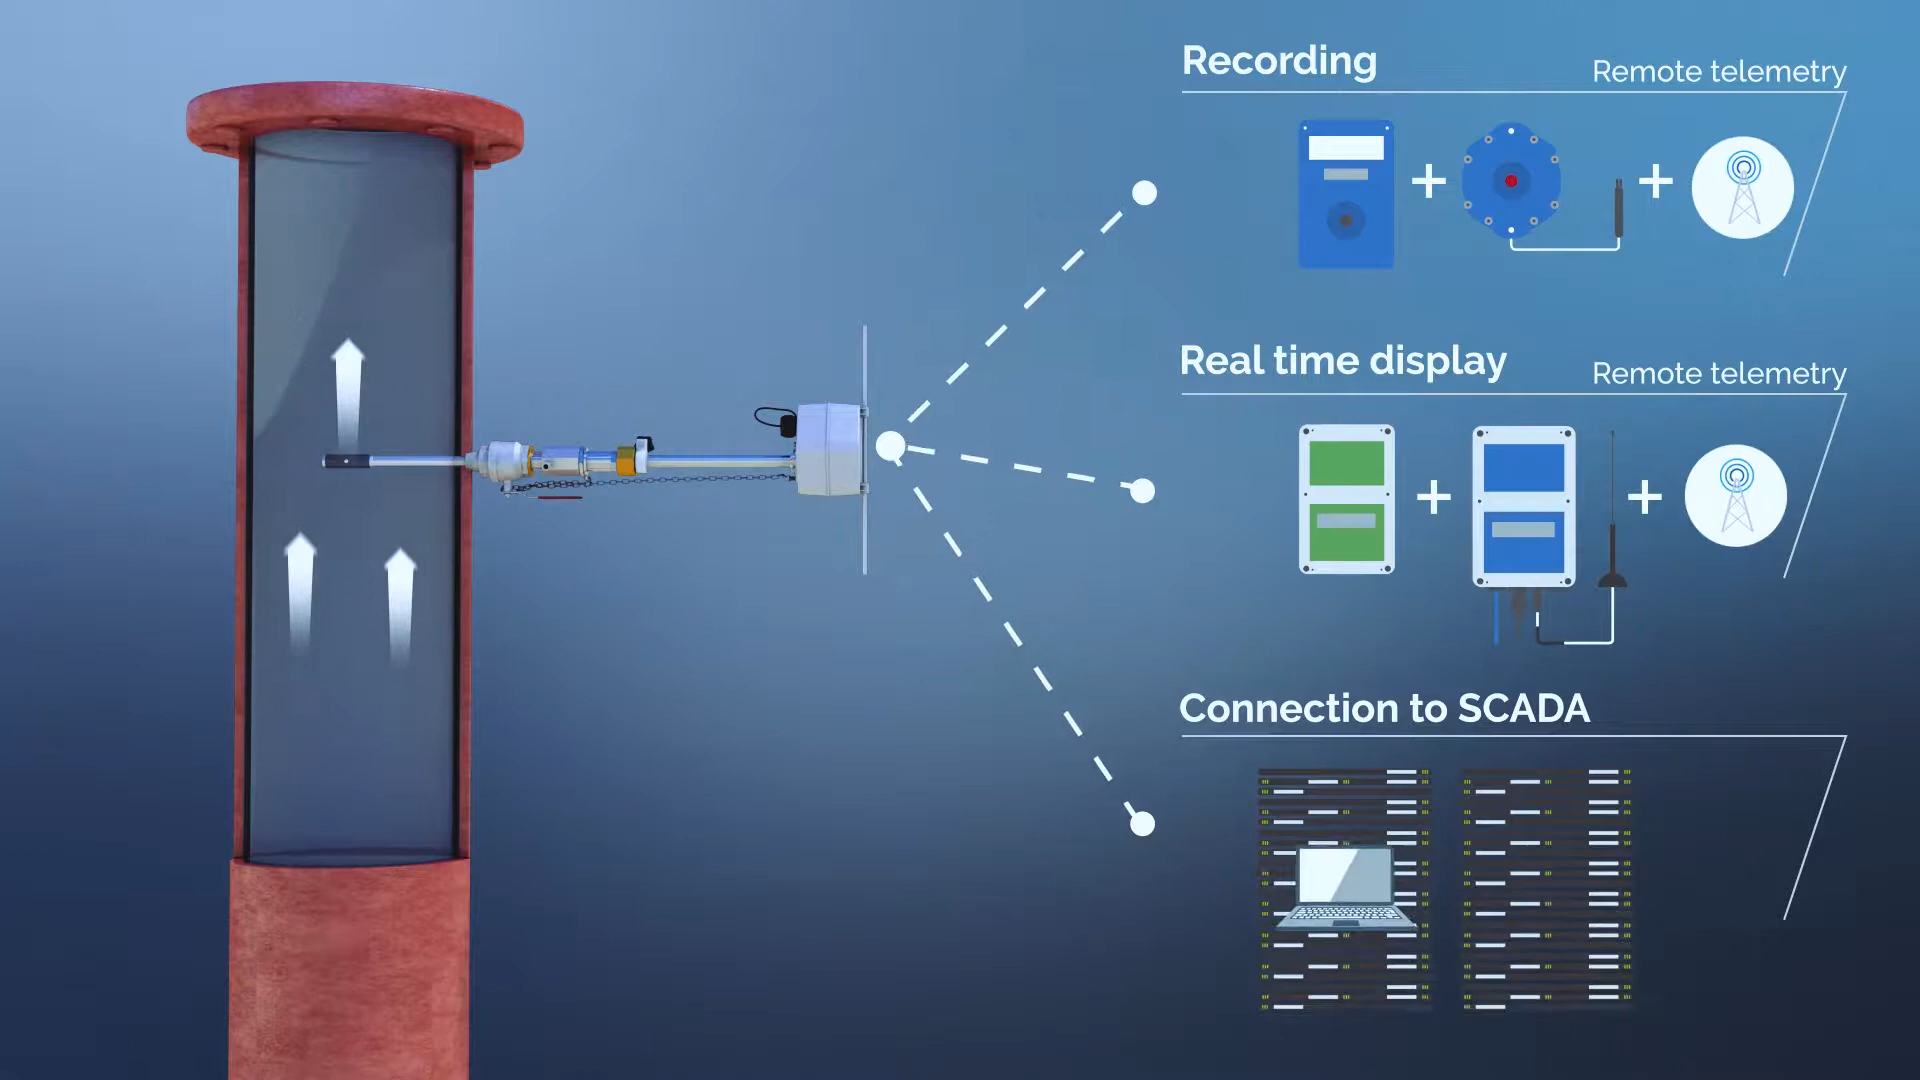 Recording
Remote telemetry
Real time display
Remote telemetry
Connection to SCADA